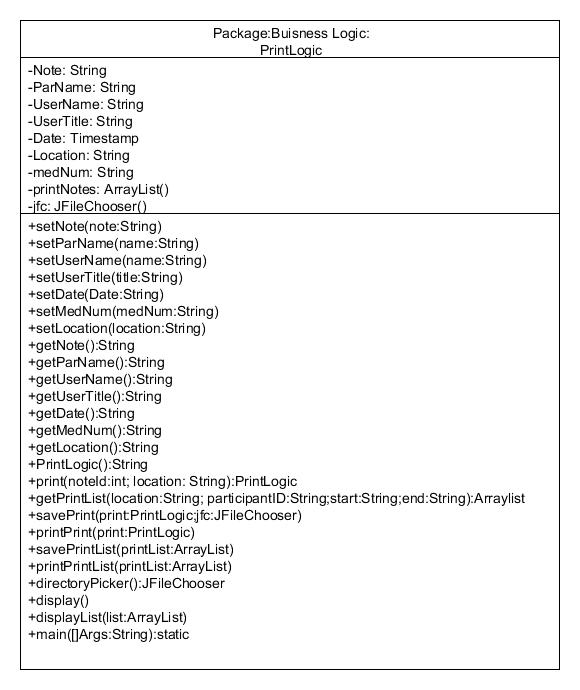 Package:Buisness Logic:
PrintLogic
-Note: String
-ParName: String
-UserName: String
-UserTitle: String
-Date: Timestamp
-Location: String
-medNum: String
-printNotes: ArrayList()
-jfc: JFileChooser()
+setNote(note:String)
+setParName(name:String)
+setUserName(name:String)
+setUserTitle(title:String)
+setDate(Date:String)
+setMedNum(medNum:String)
+setLocation(location:String)
+getNote():String
+getParName():String
+getUserName():String
+getUserTitle():String
+getDate():String
+getMedNum():String
+getLocation():String
+PrintLogic():String
+print(noteId:int; location: String):PrintLogic
+getPrintList(location:String; participantID:String;start:String;end:String):Arraylist
+savePrint(print:PrintLogic;jfc:JFileChooser)
+printPrint(print:PrintLogic)
+savePrintList(printList:ArrayList)
+printPrintList(printList:ArrayList)
+directoryPicker():JFileChooser
+display()
+displayList(list:ArrayList)
+main([]Args:String):static